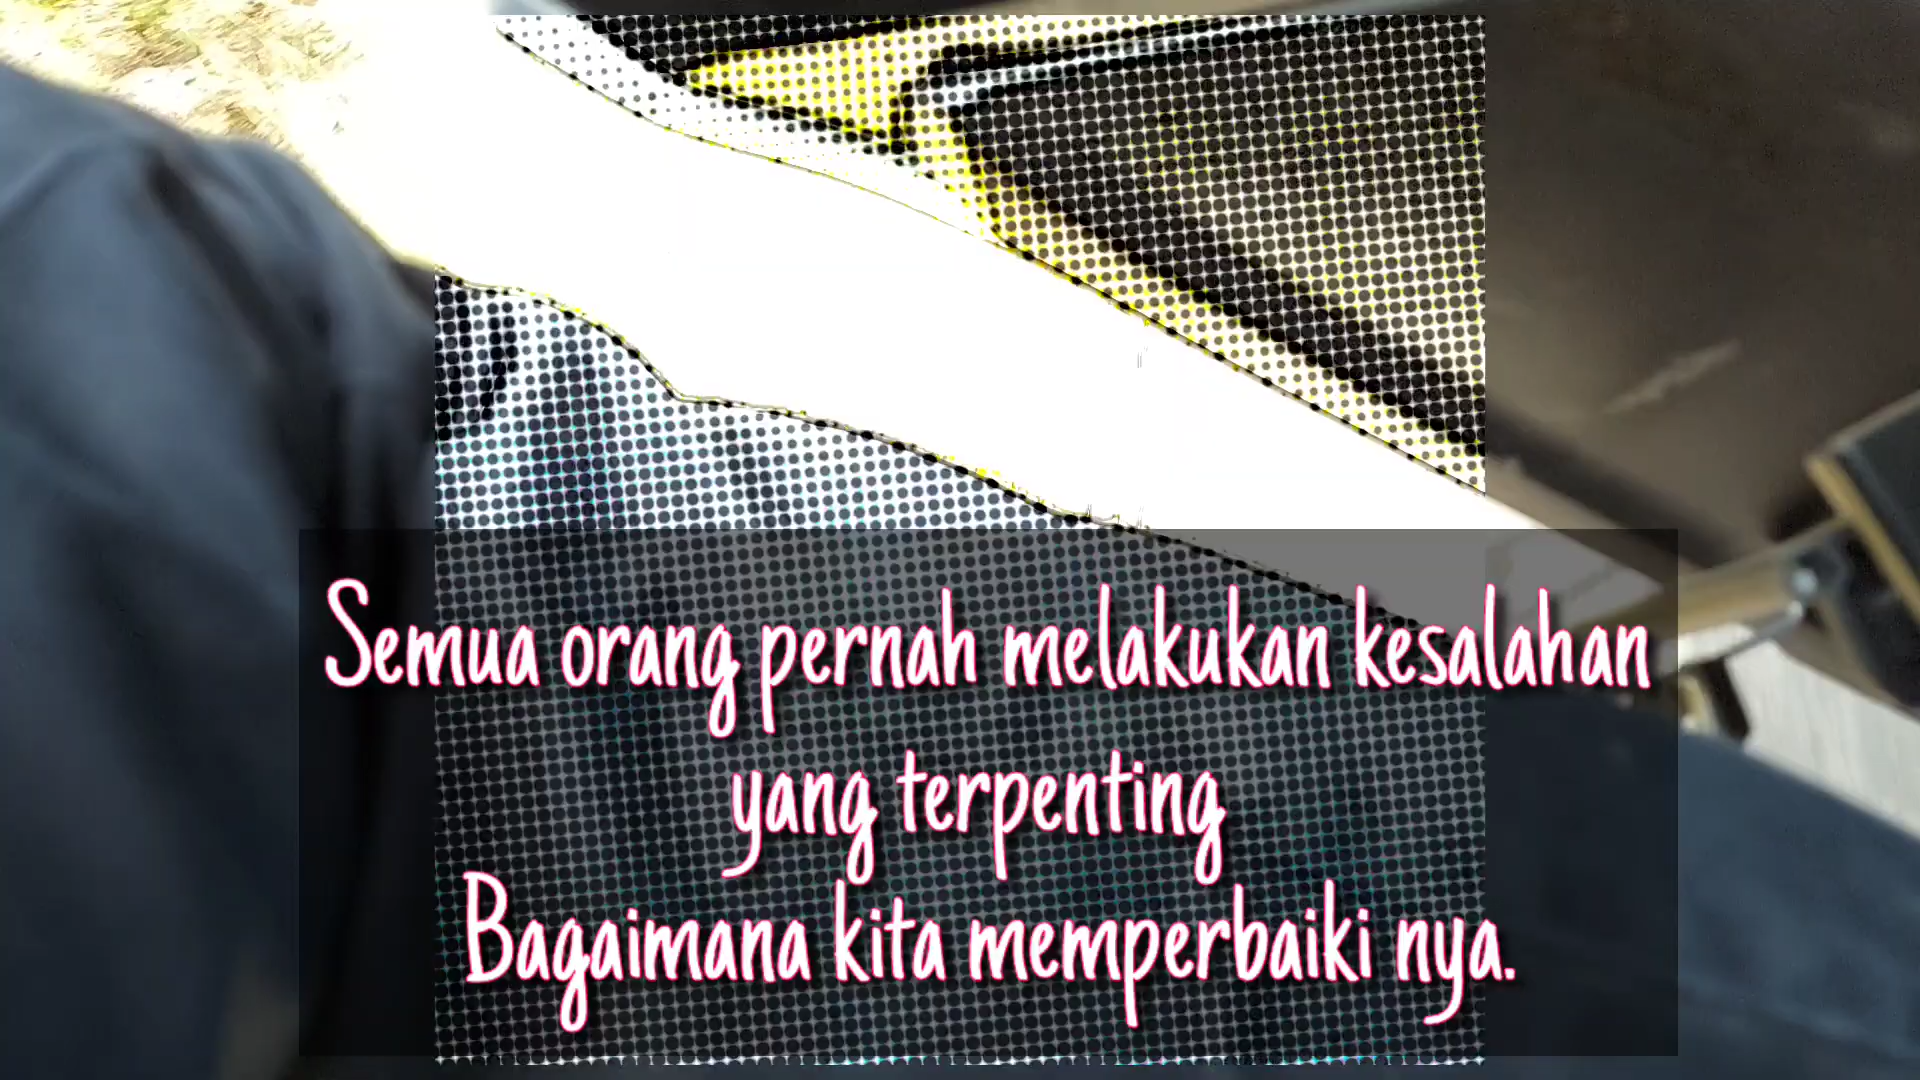 Semua orang pernah melakukan kesalahan
yang terpenting
Bagaimana kita memperbaiki nya.